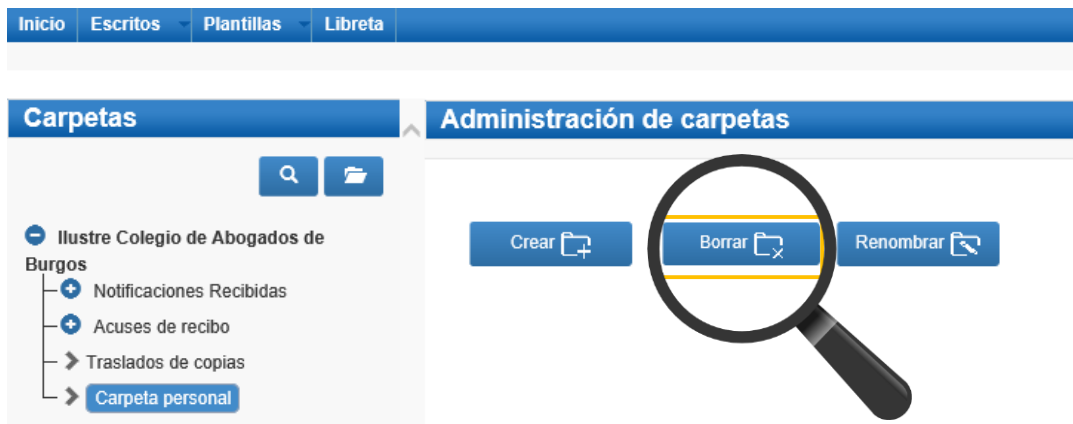 Inicio Escritos Plantillas Libreta
Carpetas
Administración de carpetas
Ilustre Colegio de Abogados de
Burgos
Notificaciones Recibidas
Acuses de recibo
Traslados de copias
Carpeta personal
Crear Borrar Renombrar